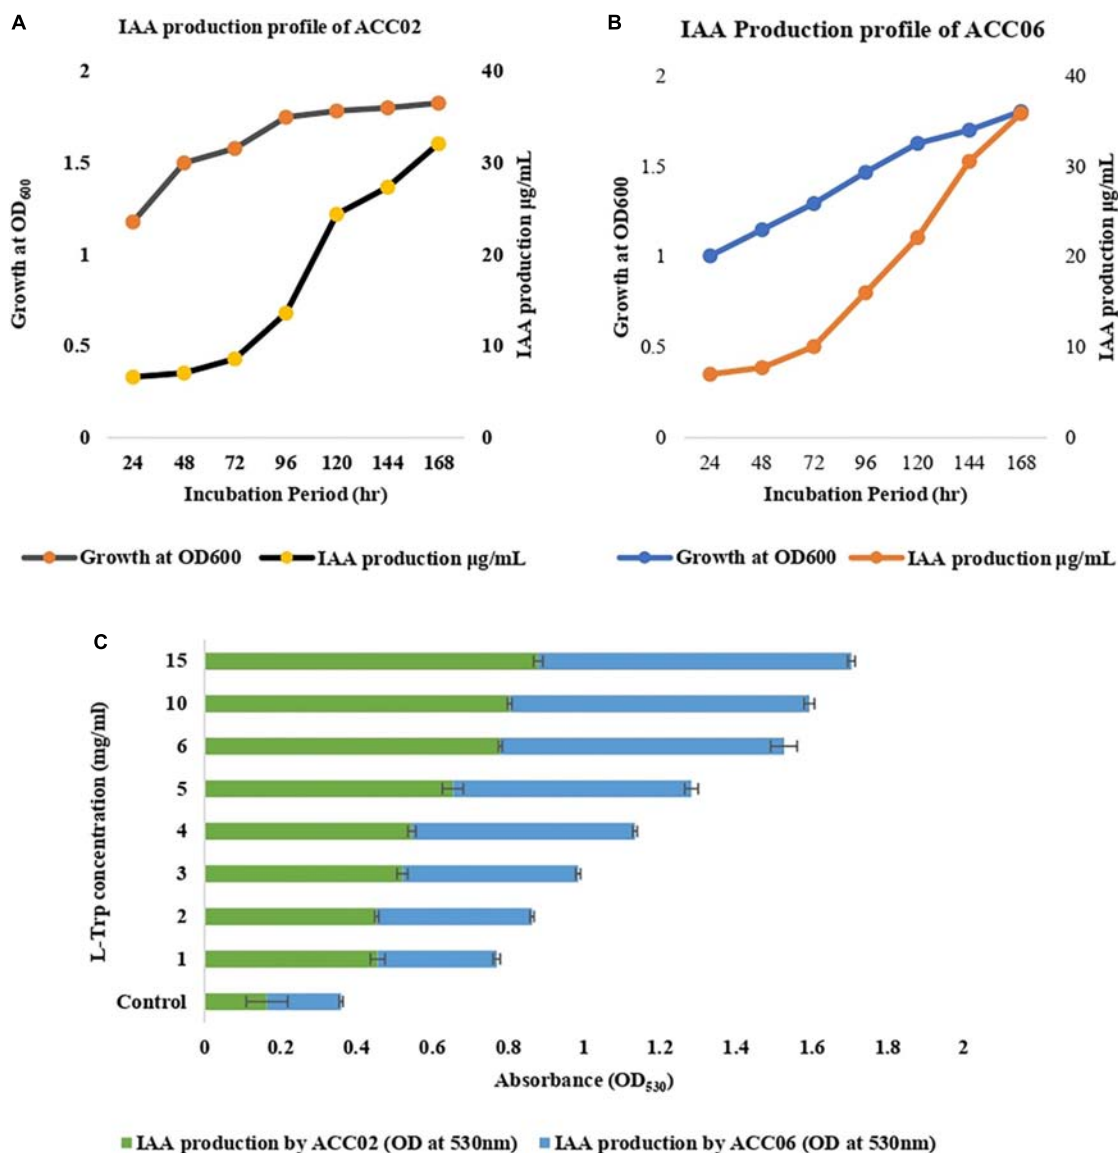 A
IAA production profile of ACC02
2
1.5
1
0.5
0
Growth at OD600
40
30
20
10
0
IAA production µg/mL
24 48 72 96 120 144 168
Incubation Period (hr)
Growth at OD600 IAA production µg/mL
B
IAA Production profile of ACC06
2
1.5
1
0.5
0
Growth at OD600
40
30
20
10
0
IAA production µg/mL
24 48 72 96 120 144 168
Incubation Period (hr)
Growth at OD600 IAA production µg/mL
C
L-Trp concentration (mg/ml)
15
10
6
5
4
3
2
1
Control
0 0.2 0.4 0.6 0.8 1 1.2 1.4 1.6 1.8 2
Absorbance (OD530)
IAA production by ACC02 (OD at 530nm) IAA production by ACC06 (OD at 530nm)